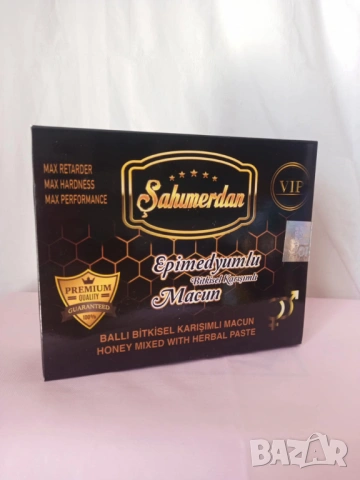 MAX RETARDER
MAX HARDNESS
MAX PERFORMANCE
Şahımerdan
VIP
Epimedyumlu
Bitkisel Karışımlı
Macun
PREMIUM
QUALITY
GUARANTEED
BALLI BİTKİSEL KARIŞIMLI MACUN
HONEY MIXED WITH HERBAL PASTE
BAZAR